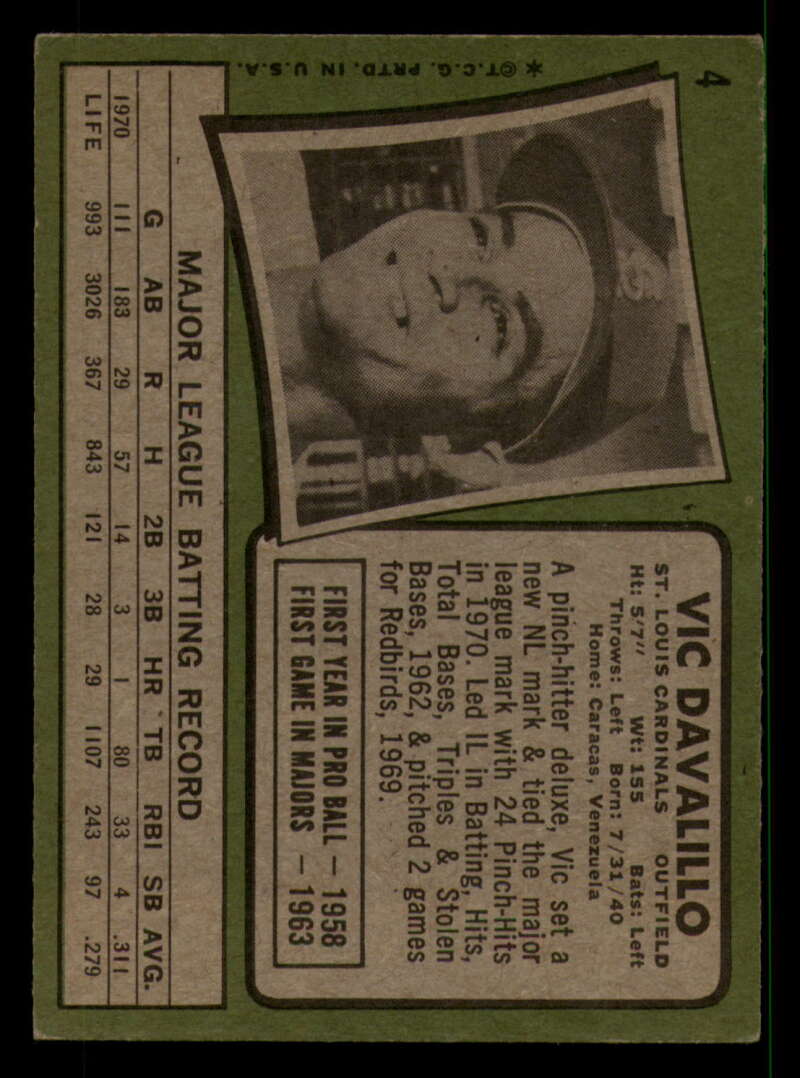 4
VIC DAVALILLO
ST. LOUIS CARDINALS OUTFIELD
Ht: 5'7" Wt: 155 Bats: Left
Throws: Left Born: 7/31/40
Home: Caracas, Venezuela
A pinch-hitter deluxe, Vic set a
new NL mark & tied the major
league mark with 24 Pinch-Hits
in 1970. Led IL in Batting, Hits,
Total Bases, Triples & Stolen
Bases, 1962, & pitched 2 games
for Redbirds, 1969.
FIRST YEAR IN PRO BALL — 1958
FIRST GAME IN MAJORS — 1963
*©T.C.G. PRTD. IN U.S.A.
MAJOR LEAGUE BATTING RECORD
G AB R H 2B 3B HR TB RBI SB AVG.
1970 111 183 29 57 14 3 1 80 33 4 .311
LIFE 993 3026 367 843 121 28 29 1107 243 97 .279